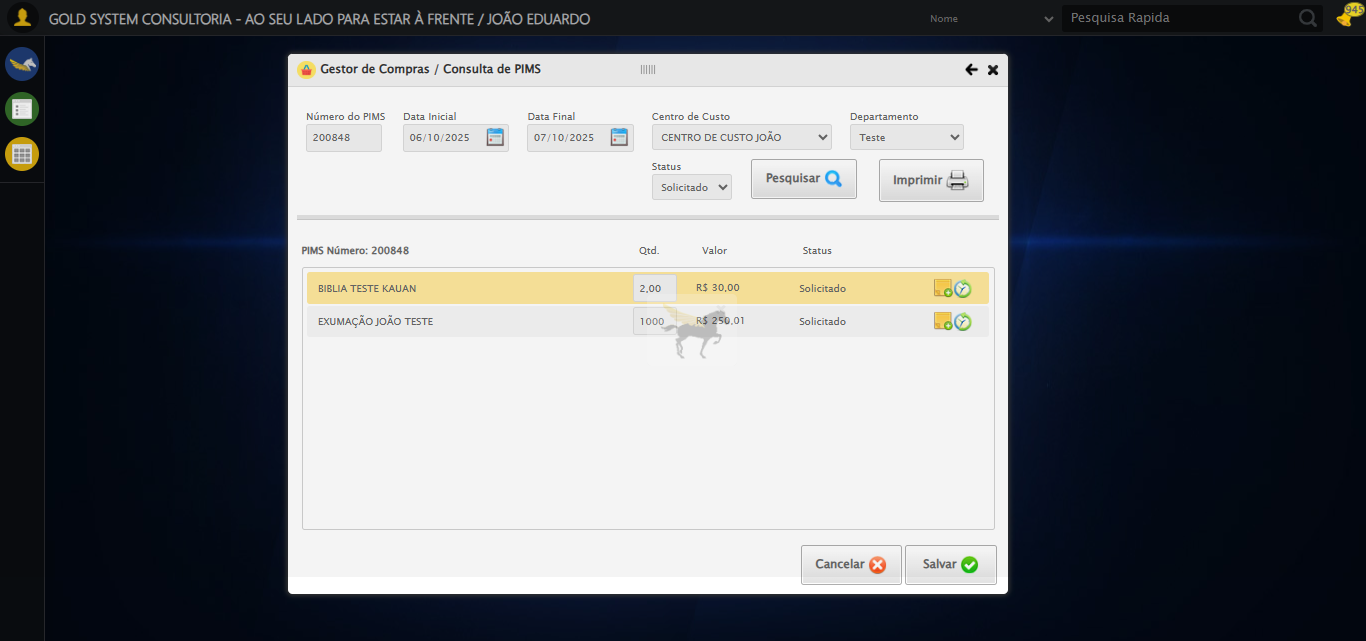 GOLD SYSTEM CONSULTORIA - AO SEU LADO PARA ESTAR À FRENTE / JOÃO EDUARDO
Nome
Pesquisa Rapida
945
Gestor de Compras / Consulta de PIMS
Número do PIMS
Data Inicial
Data Final
Centro de Custo
Departamento
200848
06/10/2025
07/10/2025
CENTRO DE CUSTO JOÃO
Teste
Status
Solicitado
Pesquisar
Imprimir
PIMS Número: 200848 Qtd. Valor Status
BIBLIA TESTE KAUAN 2,00 R$ 30,00 Solicitado
EXUMAÇÃO JOÃO TESTE 1000 R$ 250,01 Solicitado
Cancelar
Salvar